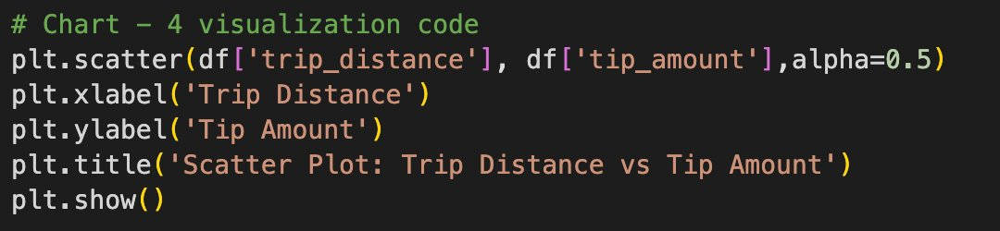 # Chart - 4 visualization code
plt.scatter(df['trip_distance'], df['tip_amount'],alpha=0.5)
plt.xlabel('Trip Distance')
plt.ylabel('Tip Amount')
plt.title('Scatter Plot: Trip Distance vs Tip Amount')
plt.show()